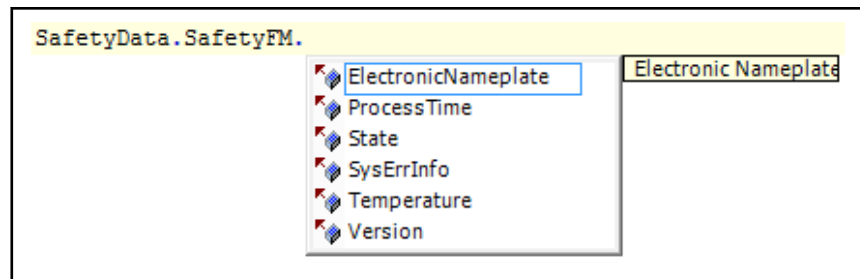 SafetyData.SafetyFM.
ElectronicNameplate
Electronic Nameplate
ProcessTime
State
SysErrInfo
Temperature
Version